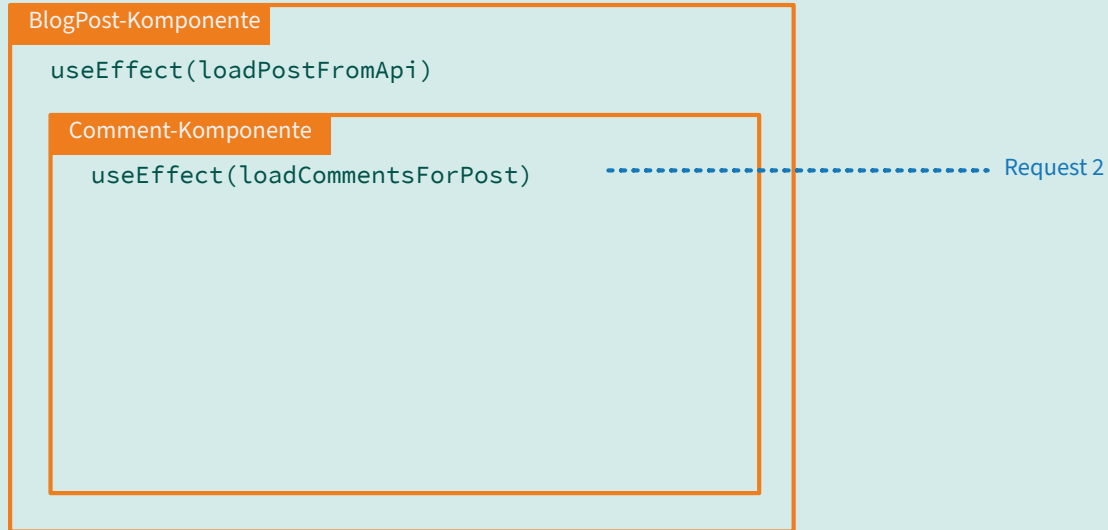 BlogPost-Komponente
useEffect(loadPostFromApi)
Comment-Komponente
useEffect(loadCommentsForPost)
Request 2